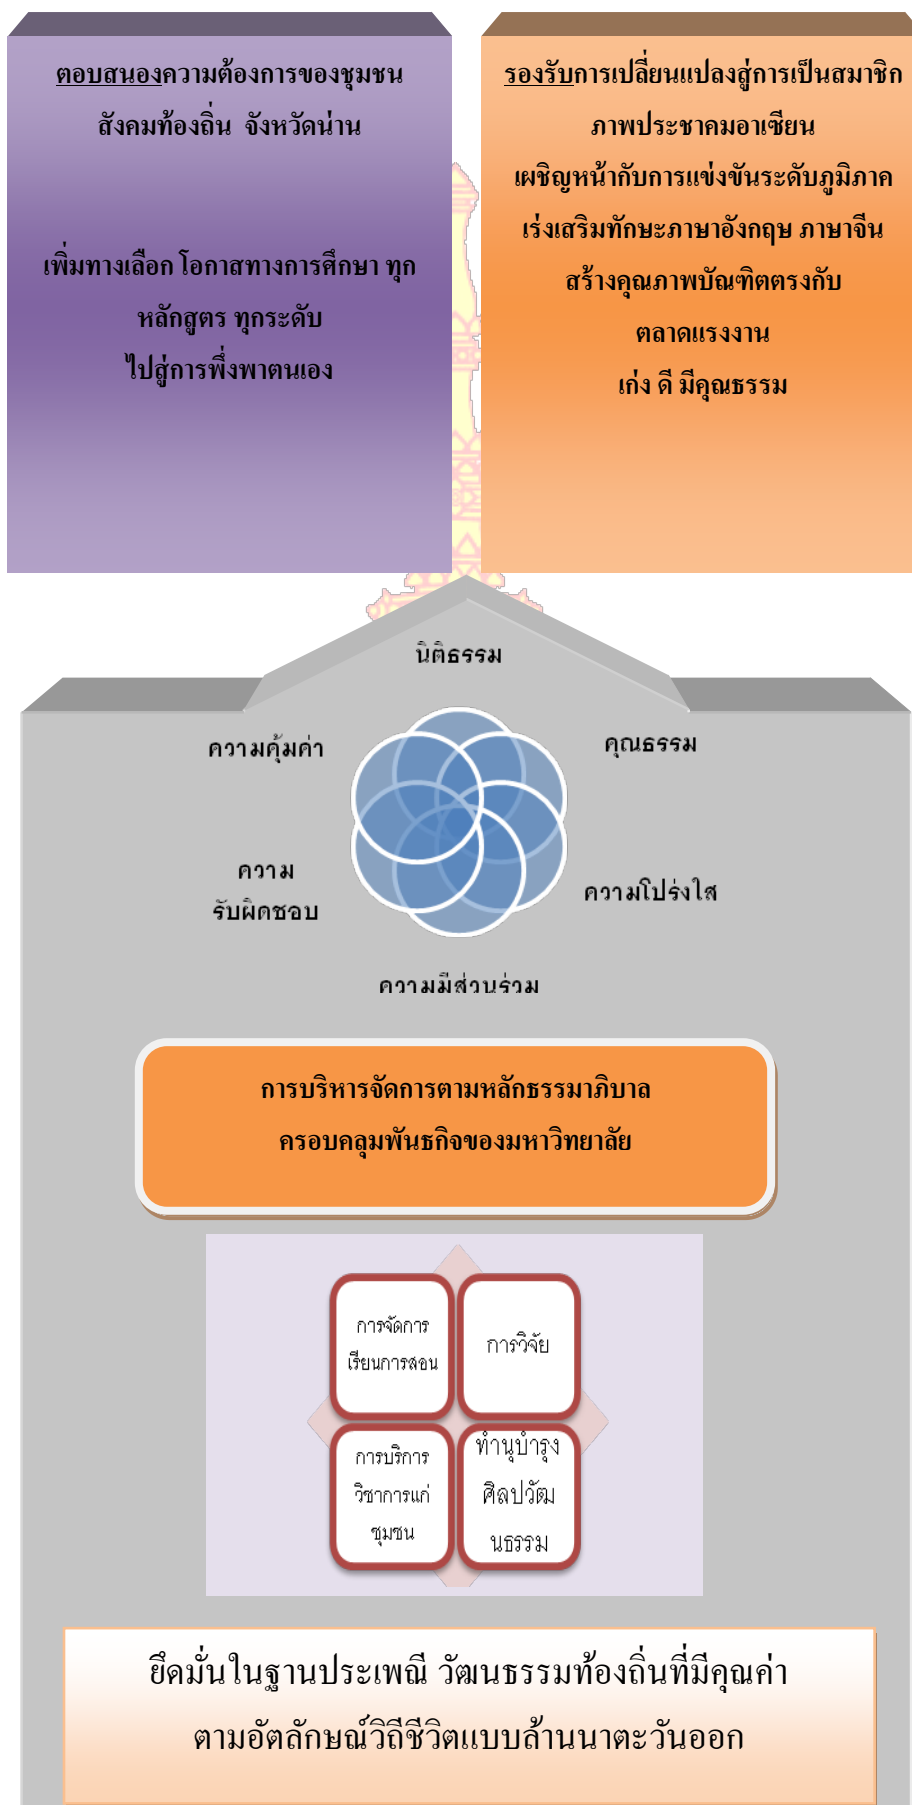 ตอบสนองความต้องการของชุมชน
สังคมท้องถิ่น จังหวัดน่าน
เพิ่มทางเลือก โอกาสทางการศึกษา ทุก
หลักสูตร ทุกระดับ
ไปสู่การพึ่งพาตนเอง
รองรับการเปลี่ยนแปลงสู่การเป็นสมาชิก
ภาพประชาคมอาเซียน
เผชิญหน้ากับการแข่งขันระดับภูมิภาค
เร่งเสริมทักษะภาษาอังกฤษ ภาษาจีน
สร้างคุณภาพบัณฑิตตรงกับ
ตลาดแรงงาน
เก่ง ดี มีคุณธรรม
นิติธรรม
ความคุ้มค่า
คุณธรรม
ความ
รับผิดชอบ
ความโปร่งใส
ความมีส่วนร่วม
การบริหารจัดการตามหลักธรรมาภิบาล
ครอบคลุมพันธกิจของมหาวิทยาลัย
การจัดการ
เรียนการสอน
การวิจัย
การบริการ
วิชาการแก่
ชุมชน
ทำนุบำรุง
ศิลปวัฒ
นธรรม
ยึดมั่นในฐานประเพณี วัฒนธรรมท้องถิ่นที่มีคุณค่า
ตามอัตลักษณ์วิถีชีวิตแบบล้านนาตะวันออก